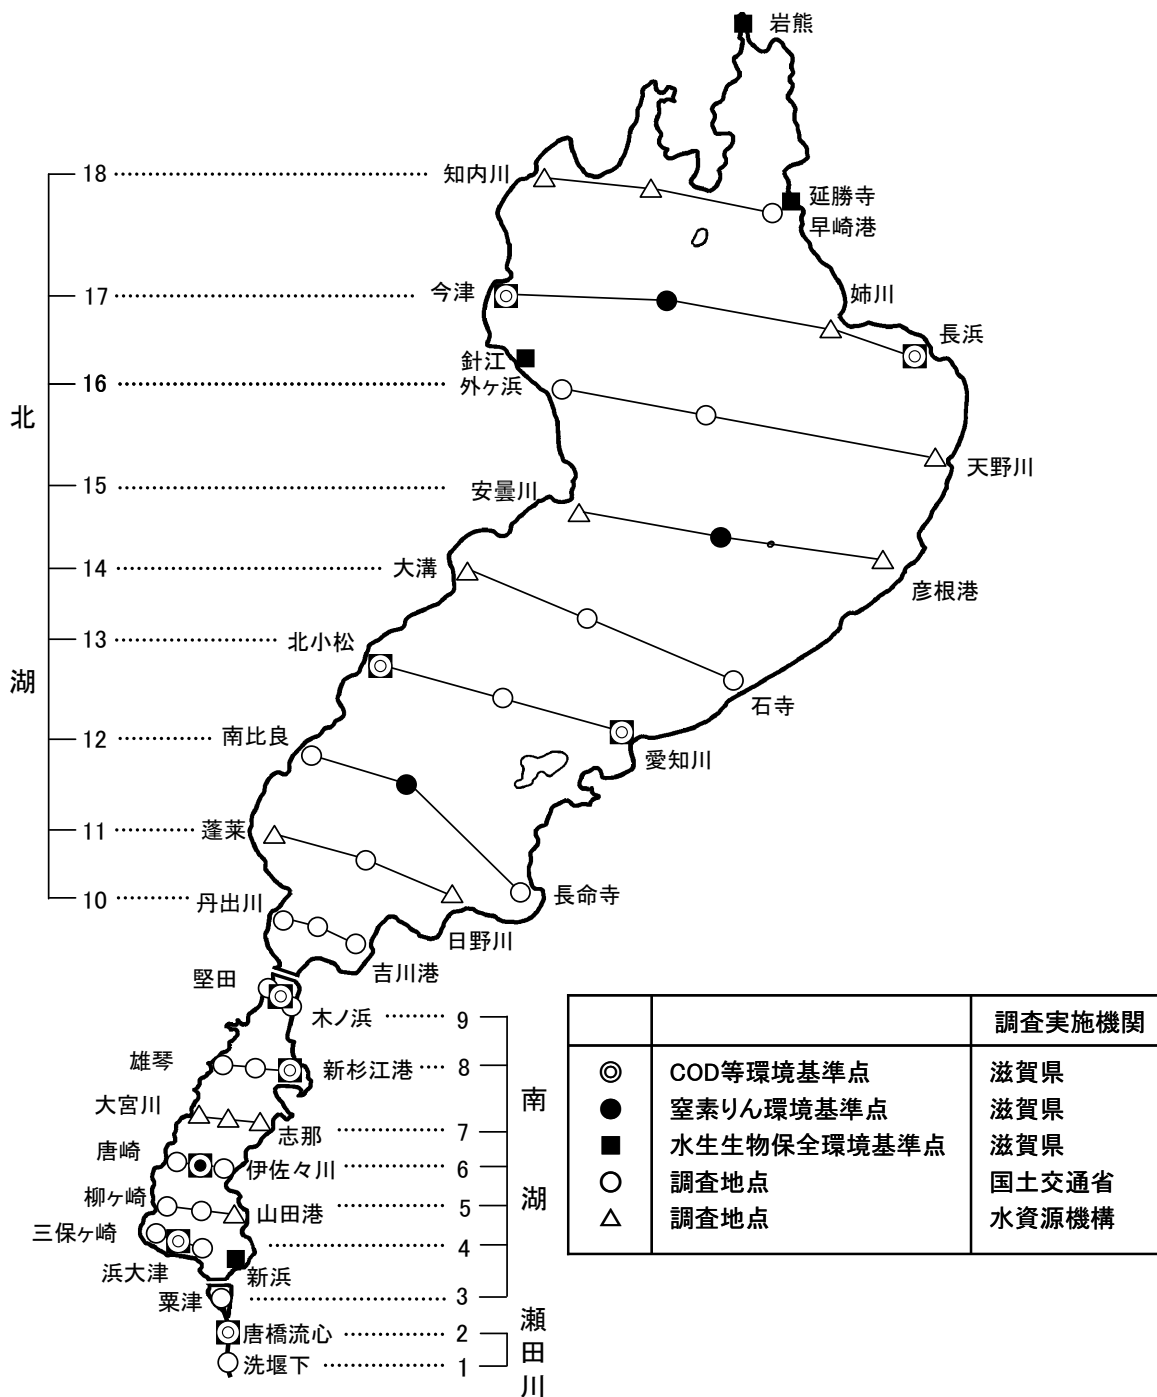 岩熊
18
知内川
延勝寺
早崎港
17
今津
姉川
長浜
針江
16
外ヶ浜
北
天野川
15
安曇川
14
大溝
彦根港
13
北小松
湖
石寺
12
南比良
愛知川
11
蓬莱
10
丹出川
長命寺
日野川
吉川港
堅田
木ノ浜
9
雄琴
新杉江港
8
大宮川
志那
7
南
唐崎
伊佐々川
6
柳ヶ崎
山田港
5
湖
三保ヶ崎
4
浜大津
新浜
粟津
3
瀬
唐橋流心
2
田
洗堰下
1
川
調査実施機関
◎ COD等環境基準点 滋賀県
● 窒素りん環境基準点 滋賀県
■ 水生生物保全環境基準点 滋賀県
○ 調査地点 国土交通省
△ 調査地点 水資源機構